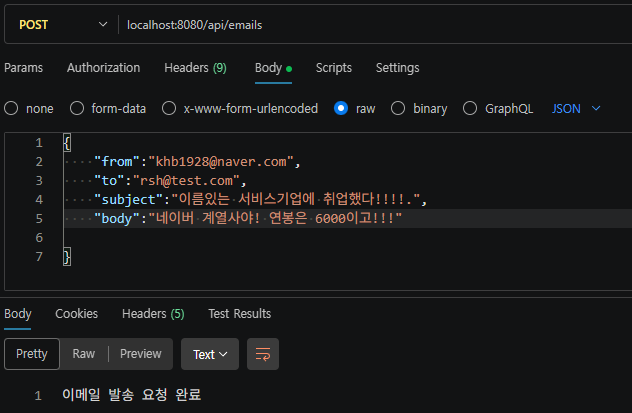 POST localhost:8080/api/emails
Params Authorization Headers (9) Body Scripts Settings
none form-data x-www-form-urlencoded raw binary GraphQL JSON
1 {
2 ····"from":"khb1928@naver.com",
3 ····"to":"rsh@test.com",
4 ····"subject":"이름있는·서비스기업에·취업했다!!!!.",
5 ····"body":"네이버·계열사야!·연봉은·6000이고!!!"
6
7 }
Body Cookies Headers (5) Test Results
Pretty Raw Preview Text
1 이메일 발송 요청 완료